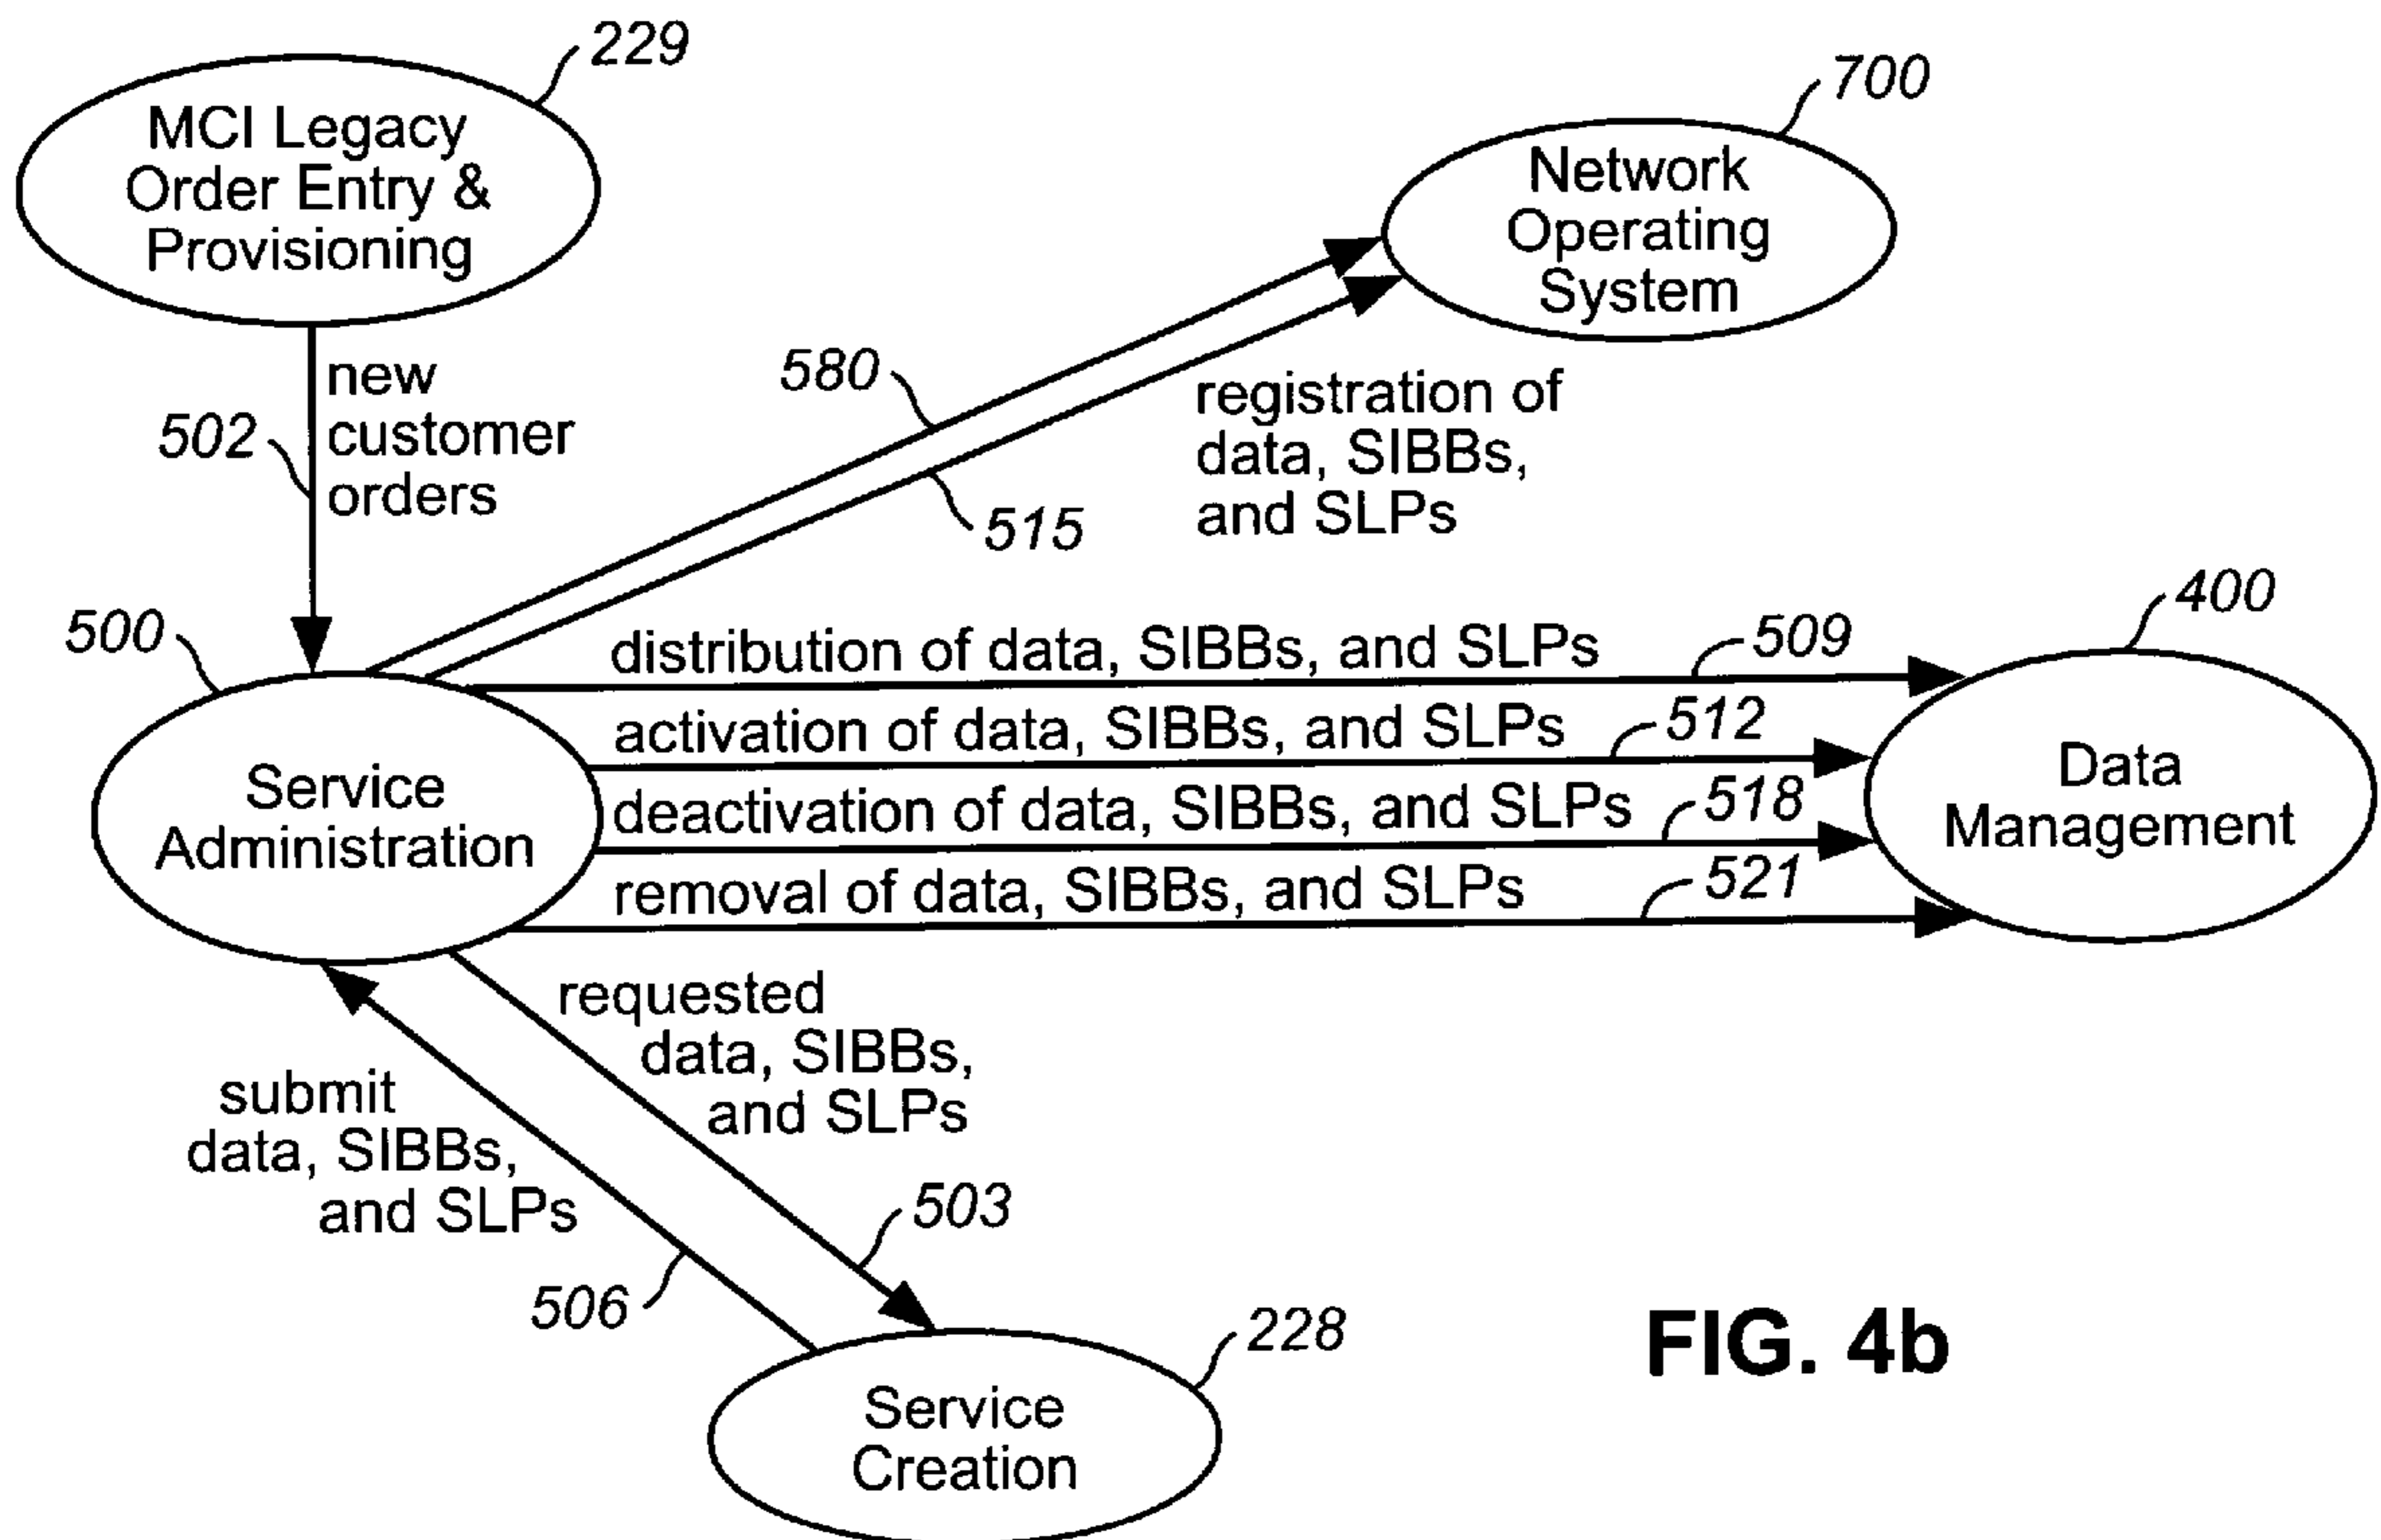 229
MCI Legacy
Order Entry &
Provisioning
700
Network
Operating
System
new
customer
orders
502
580
515
registration of
data, SIBBs,
and SLPs
500
Service
Administration
distribution of data, SIBBs, and SLPs
509
activation of data, SIBBs, and SLPs
512
deactivation of data, SIBBs, and SLPs
518
removal of data, SIBBs, and SLPs
521
400
Data
Management
requested
data, SIBBs,
and SLPs
503
submit
data, SIBBs,
and SLPs
506
228
Service
Creation
FIG. 4b